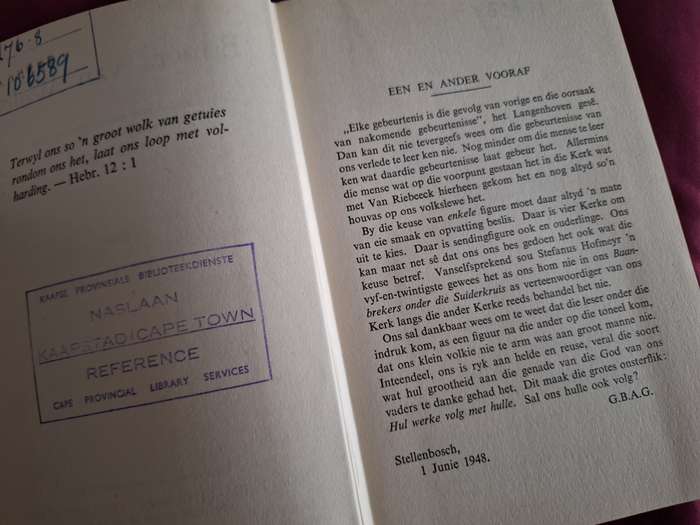 176.8
106589
Terwyl ons so 'n groot wolk van getuies
rondom ons het, laat ons loop met vol-
harding. — Hebr. 12 : 1
KAAPSE PROVINSIALE BIBLIOTEEKDIENSTE
NASLAAN
KAAPSTAD/CAPE TOWN
REFERENCE
CAPE PROVINCIAL LIBRARY SERVICES
EEN EN ANDER VOORAF
„Elke gebeurtenis is die gevolg van vorige en die oorsaak
van nakomende gebeurtenisse”, het Langenhoven gesê.
Dan kan dit nie tevergeefs wees om die gebeurtenisse van
ons verlede te leer ken nie. Nog minder om die mense te leer
ken wat daardie gebeurtenisse laat gebeur het. Allermins
die mense wat op die voorpunt gestaan het in die Kerk wat
met Van Riebeeck hierheen gekom het en nog altyd so'n
houvas op ons volkslewe het.
By die keuse van enkele figure moet daar altyd 'n mate
van eie smaak en opvatting beslis. Daar is vier Kerke om
uit te kies. Daar is sendingfigure ook en ouderlinge. Ons
kan maar net sê dat ons ons bes gedoen het ook wat die
keuse betref. Vanselfsprekend sou Stefanus Hofmeyr 'n
vyf-en-twintigste gewees het as ons hom nie in ons Baan-
brekers onder die Suiderkruis as verteenwoordiger van ons
Kerk langs die ander Kerke reeds behandel het nie.
Ons sal dankbaar wees om te weet dat die leser onder die
indruk kom, as een figuur na die ander op die toneel kom,
dat ons klein volkie nie te arm was aan groot manne nie.
Inteendeel, ons is ryk aan helde en reuse, veral die soort
wat hul grootheid aan die genade van die God van ons
vaders te danke gehad het. Dit maak die grotes onsterflik:
Hul werke volg met hulle. Sal ons hulle ook volg?
G.B.A.G.
Stellenbosch,
1 Junie 1948.